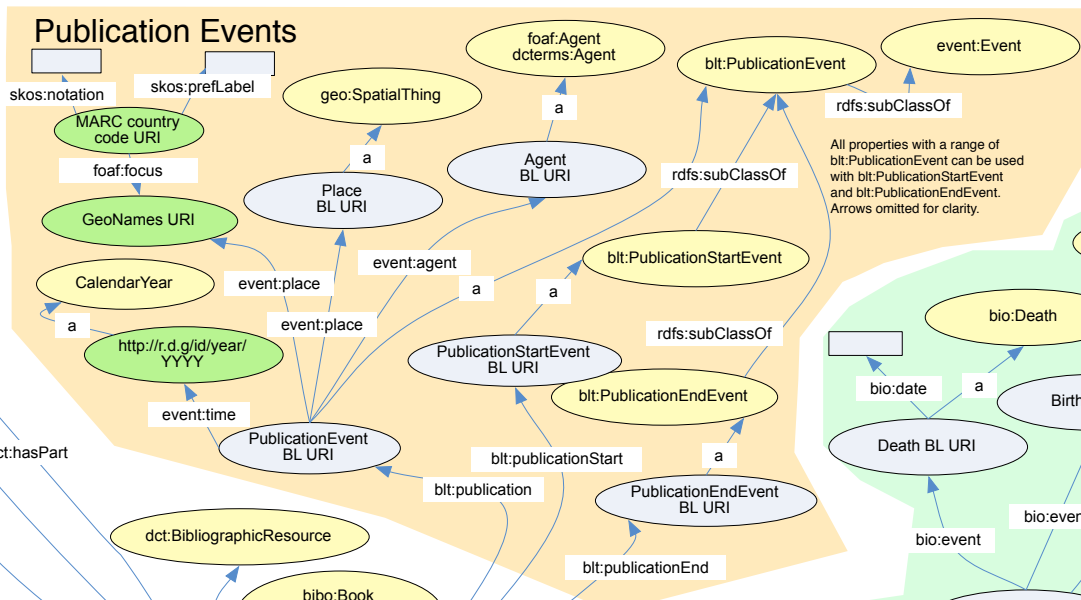 Publication Events
skos:notation
skos:prefLabel
MARC country
code URI
foaf:focus
GeoNames URI
geo:SpatialThing
a
Place
BL URI
foaf:Agent
dcterms:Agent
a
Agent
BL URI
blt:PublicationEvent
event:Event
rdfs:subClassOf
All properties with a range of
blt:PublicationEvent can be used
with blt:PublicationStartEvent
and blt:PublicationEndEvent.
Arrows omitted for clarity.
rdfs:subClassOf
CalendarYear
a
event:place
event:agent
a
blt:PublicationStartEvent
a
event:place
http://r.d.g/id/year/
YYYY
PublicationStartEvent
BL URI
rdfs:subClassOf
blt:PublicationEndEvent
event:time
PublicationEvent
BL URI
blt:publicationStart
a
blt:publication
PublicationEndEvent
BL URI
blt:publicationEnd
ct:hasPart
dct:BibliographicResource
bibo:Book
bio:Death
bio:date
a
Birth
Death BL URI
bio:event
bio:even